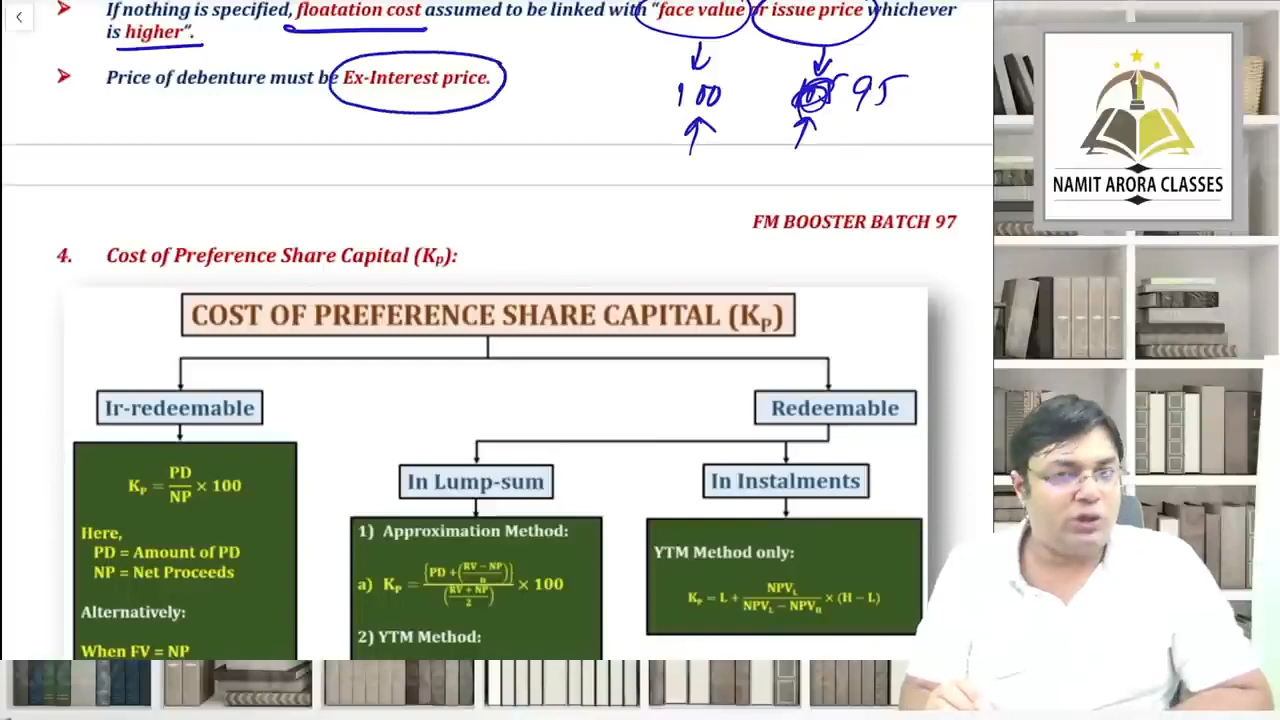 If nothing is specified, floatation cost assumed to be linked with "face value or issue price whichever
is higher".
Price of debenture must be Ex-Interest price.
100
95
NAMIT ARORA CLASSES
FM BOOSTER BATCH 97
4. Cost of Preference Share Capital (Kₚ):
COST OF PREFERENCE SHARE CAPITAL (Kₚ)
Ir-redeemable
Redeemable
In Lump-sum
In Instalments
Kₚ = PD/NP × 100
Here,
PD = Amount of PD
NP = Net Proceeds
Alternatively:
When FV = NP
1) Approximation Method:
a) Kₚ = [PD + ((RV − NP)/n)]/((RV + NP)/2) × 100
2) YTM Method:
YTM Method only:
Kₚ = L + NPV_L/(NPV_L − NPV_H) × (H − L)